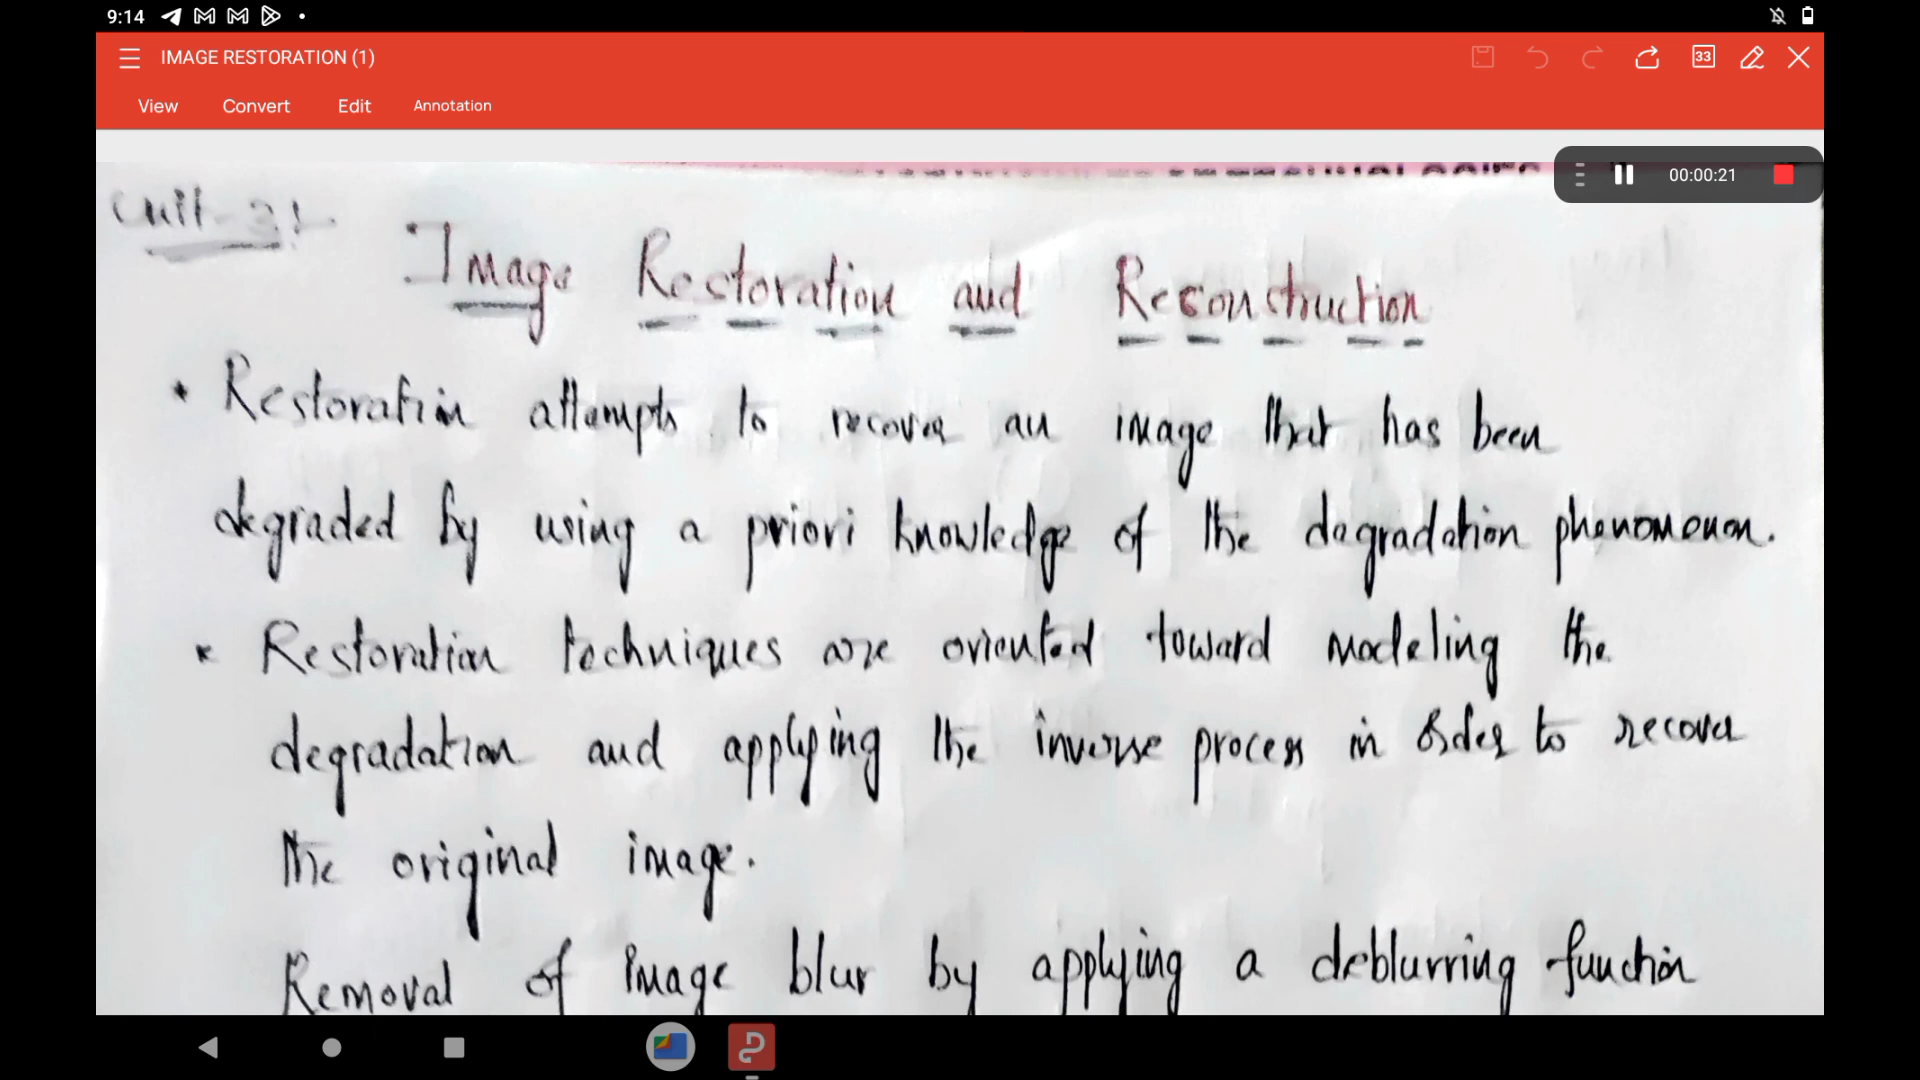 9:14
IMAGE RESTORATION (1)
33
View Convert Edit Annotation
00:00:21
Unit-3:-
Image Restoration and Reconstruction
* Restoration attempts to recover an image that has been
degraded by using a priori knowledge of the degradation phenomenon.
* Restoration techniques are oriented toward modeling the
degradation and applying the inverse process in order to recover
the original image.
Removal of image blur by applying a deblurring function